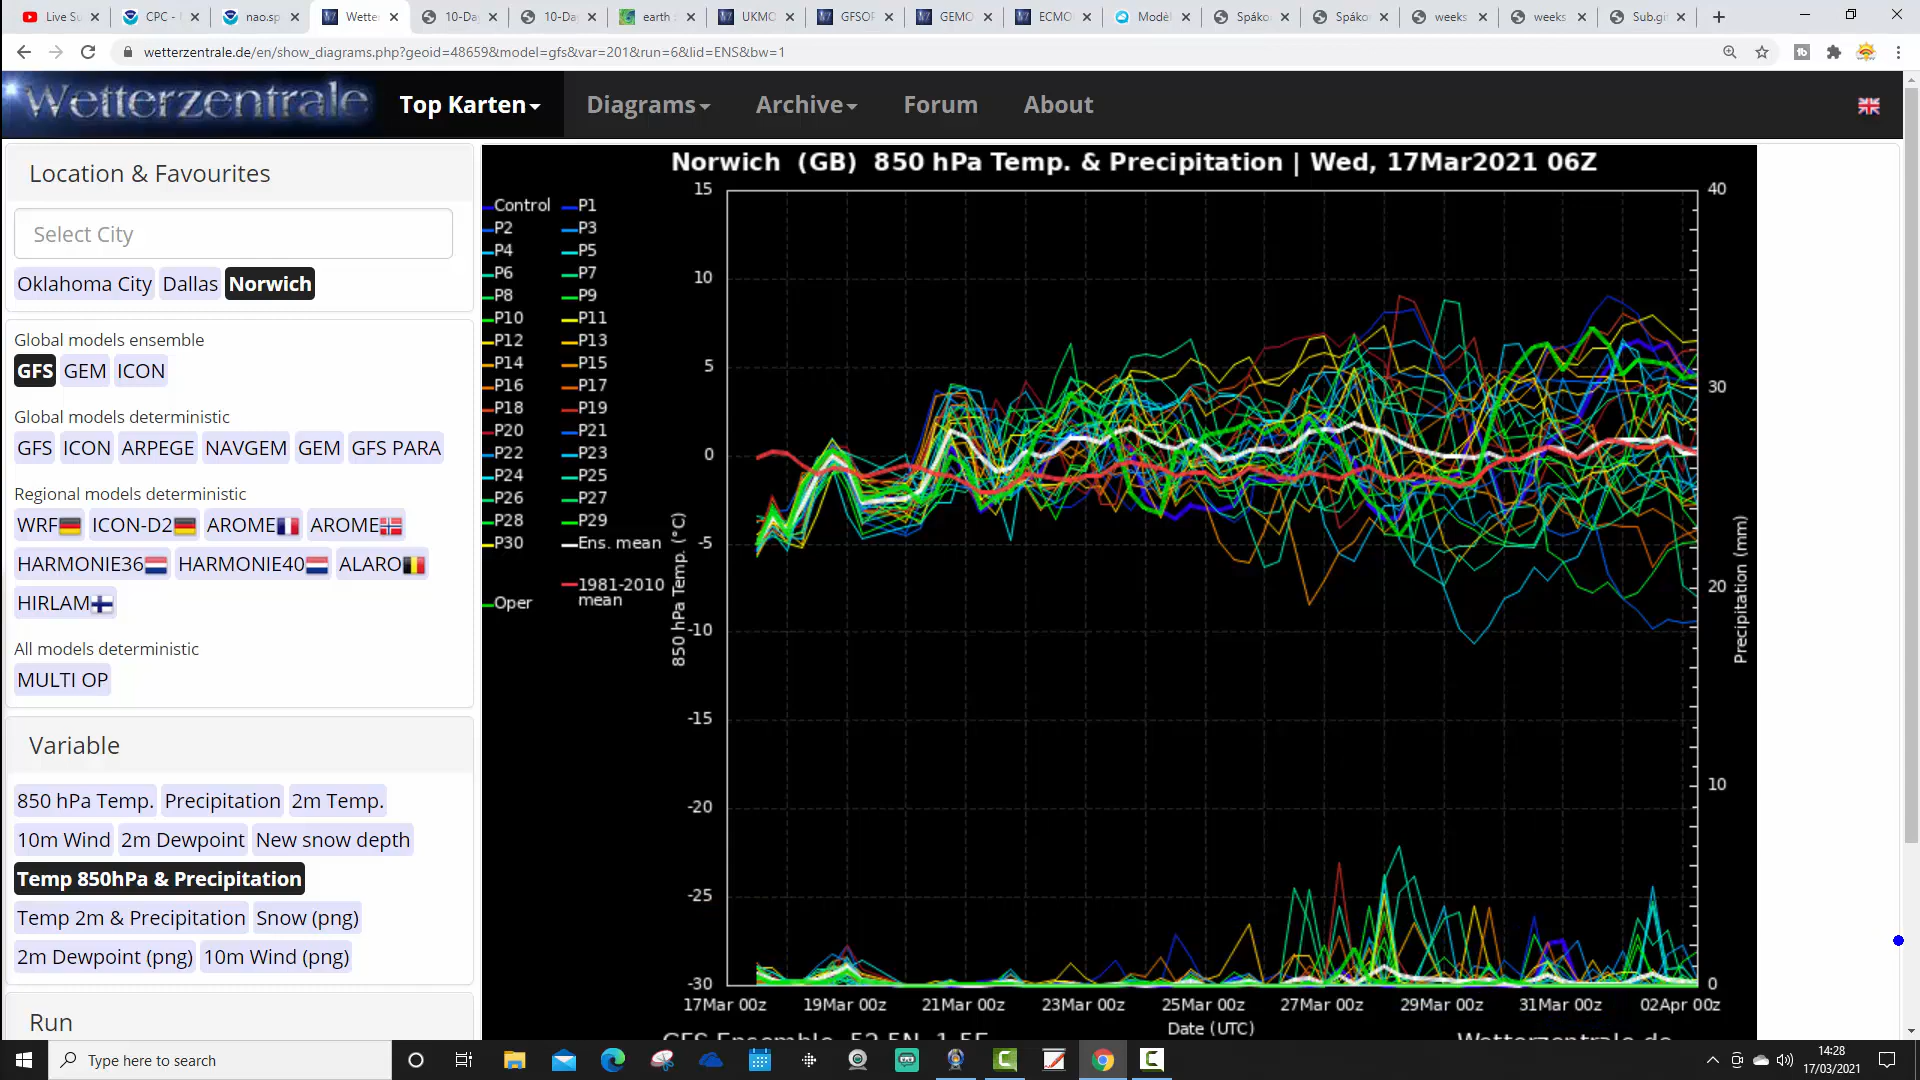 Live S
CPC -
nao.sp
Wette
10-Da
10-Da
earth
UKMO
GFSOP
GEMO
ECMO
Modèl
Spáko
Spáko
weeks
weeks
Sub.gi
wetterzentrale.de/en/show_diagrams.php?geoid=48659&model=gfs&var=201&run=6&lid=ENS&bw=1
Wetterzentrale Top Karten Diagrams Archive Forum About
Location & Favourites
Select City
Oklahoma City Dallas Norwich
Global models ensemble
GFS GEM ICON
Global models deterministic
GFS ICON ARPEGE NAVGEM GEM GFS PARA
Regional models deterministic
WRF ICON-D2 AROME AROME
HARMONIE36 HARMONIE40 ALARO
HIRLAM
All models deterministic
MULTI OP
Variable
850 hPa Temp. Precipitation 2m Temp.
10m Wind 2m Dewpoint New snow depth
Temp 850hPa & Precipitation
Temp 2m & Precipitation Snow (png)
2m Dewpoint (png) 10m Wind (png)
Run
Norwich (GB) 850 hPa Temp. & Precipitation | Wed, 17Mar2021 06Z
Control P1
P2 P3
P4 P5
P6 P7
P8 P9
P10 P11
P12 P13
P14 P15
P16 P17
P18 P19
P20 P21
P22 P23
P24 P25
P26 P27
P28 P29
P30 Ens. mean
1981-2010
mean
Oper
850 hPa Temp. (°C)
15
10
5
0
-5
-10
-15
-20
-25
-30
40
30
20
10
0
Precipitation (mm)
17Mar 00z 19Mar 00z 21Mar 00z 23Mar 00z 25Mar 00z 27Mar 00z 29Mar 00z 31Mar 00z 02Apr 00z
Date (UTC)
GFS Ensemble 52.5N 1.5E
Wetterzentrale.de
Type here to search
14:28
17/03/2021